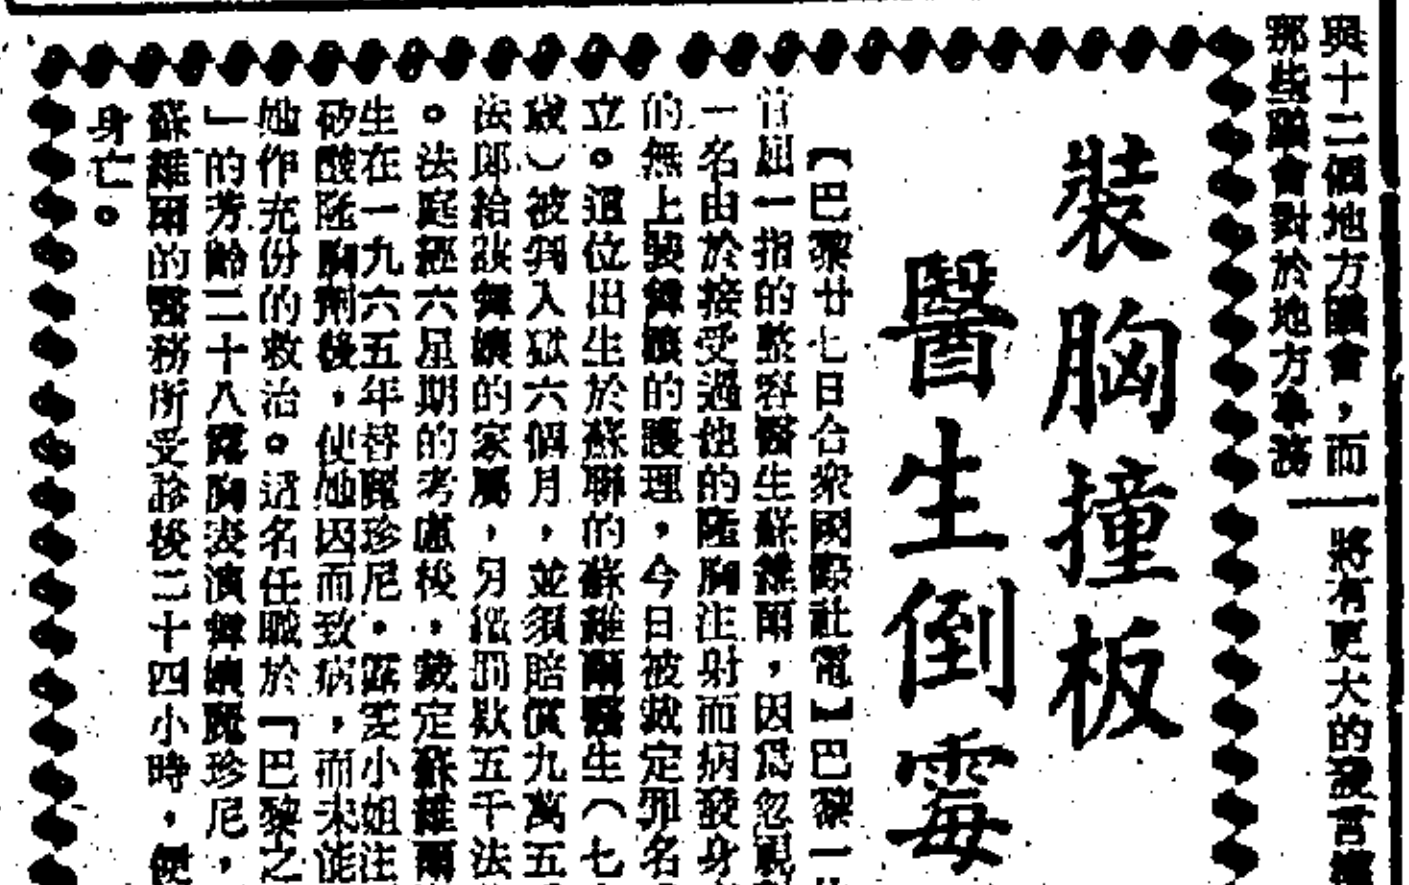 與十二個地方議會，而
那些議會對於地方事務
將有更大的發言權
裝胸撞板
醫生倒霉
【巴黎廿七日合衆國際社電】巴黎一
首屈一指的整容醫生蘇維爾，因爲忽視
一名由於接受過他的隆胸注射而病發身
的無上裝舞孃的護理，今日被裁定罪名
立。這位出生於蘇聯的蘇維爾醫生（七
歲）被判入獄六個月，並須賠償九萬五
法郎給該舞孃的家屬，另繳罰欵五千法
。法庭經六星期的考慮後，裁定蘇維爾
生在一九六五年替魔珍尼・露雲小姐注
矽酸隆胸劑後，使她因而致病，而未能
她作充份的救治。這名任職於「巴黎之
」的芳齡二十八露胸表演舞孃魔珍尼，
蘇維爾的醫務所受診後二十四小時，便
身亡。